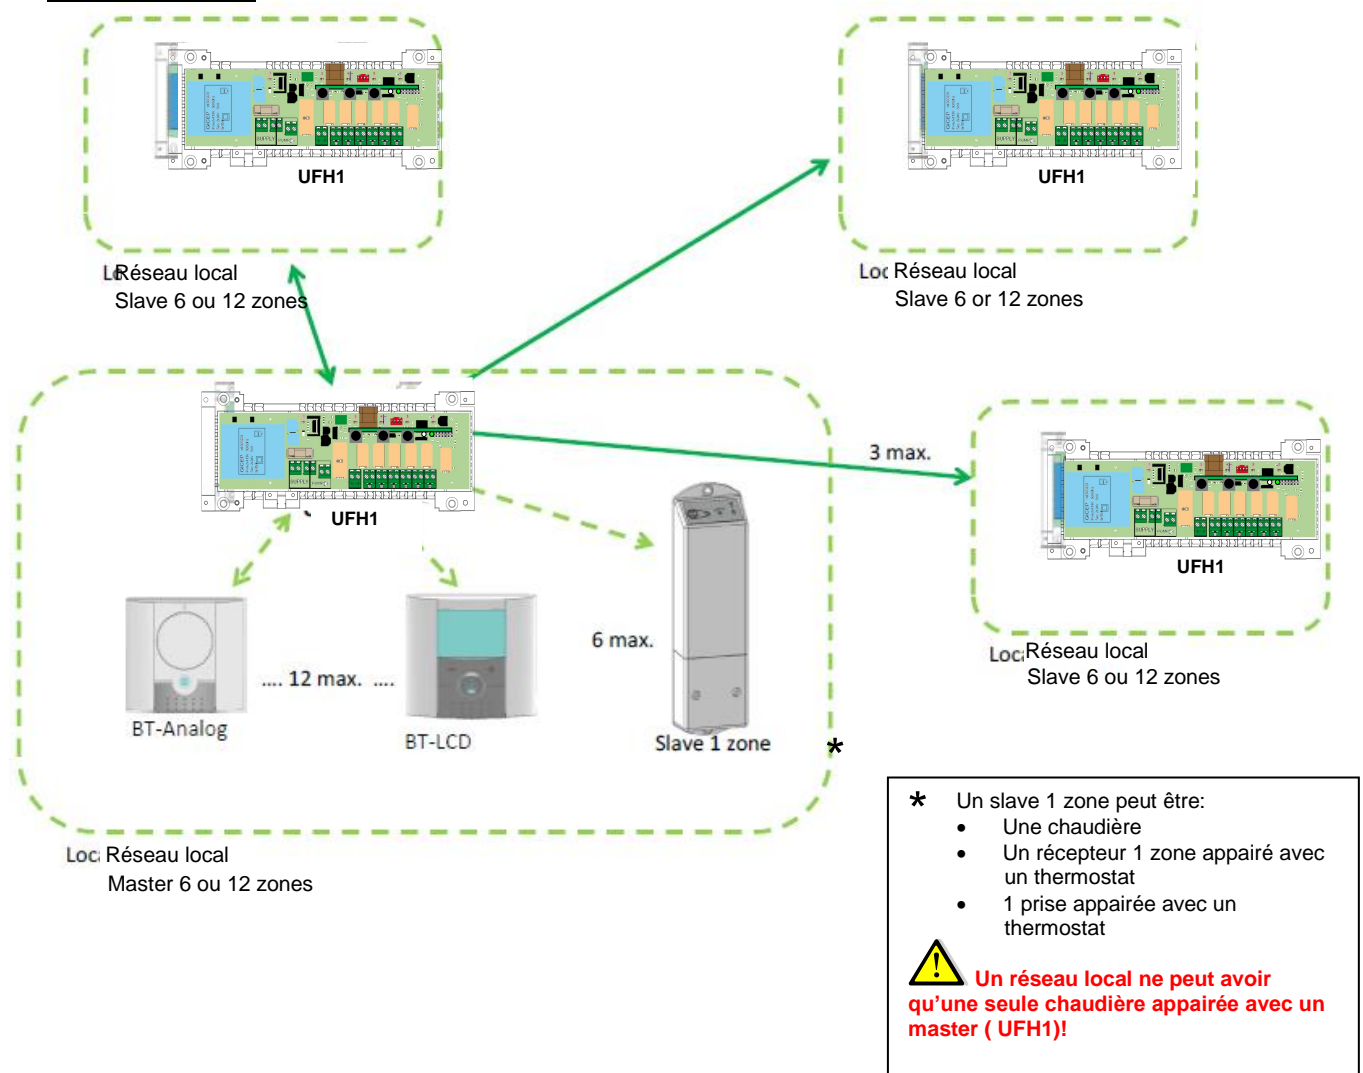 UFH1
UFH1
Réseau local
Slave 6 ou 12 zones
Loc Réseau local
Slave 6 or 12 zones
SUPPLY
UFH1
3 max.
UFH1
Réseau local
Slave 6 ou 12 zones
.... 12 max. ....
6 max.
BT-Analog
BT-LCD
Slave 1 zone
*
Loca Réseau local
Master 6 ou 12 zones
* Un slave 1 zone peut être:
• Une chaudière
• Un récepteur 1 zone appairé avec
un thermostat
• 1 prise appairée avec un
thermostat
! Un réseau local ne peut avoir
qu'une seule chaudière appairée avec un
master ( UFH1)!